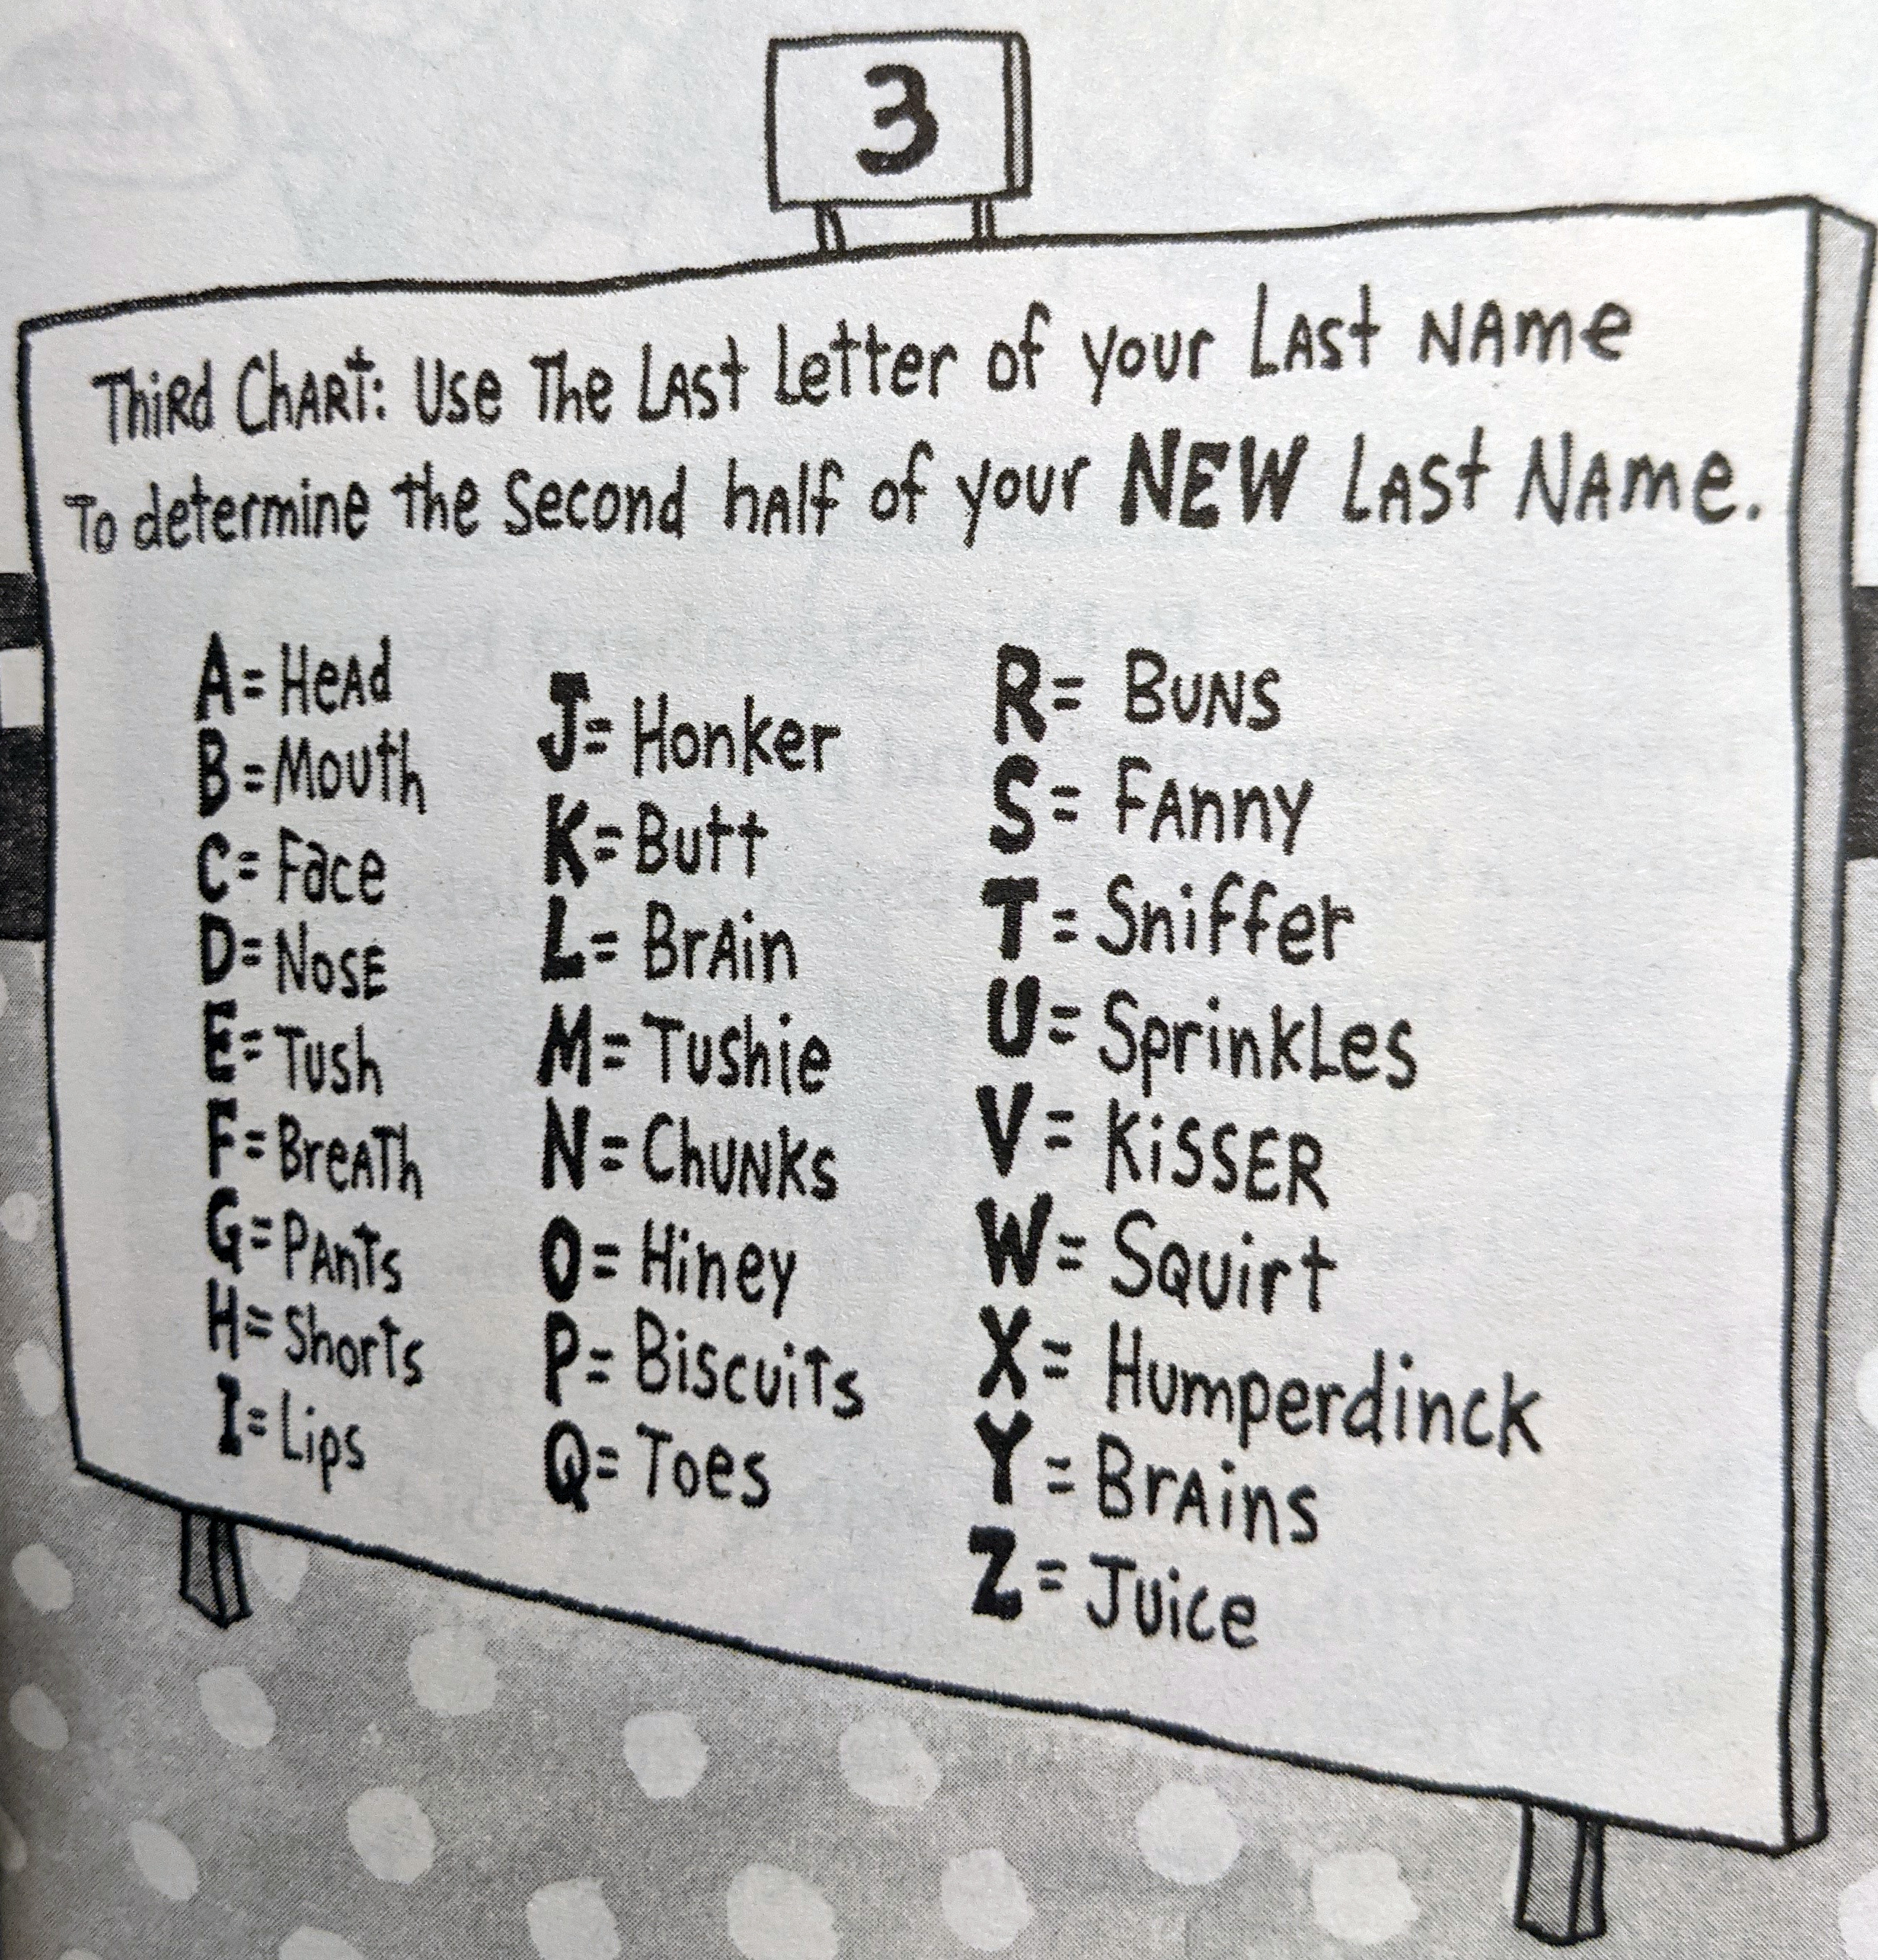 3
Third Chart: Use The Last Letter of your Last Name
To determine the Second half of your NEW Last Name.
A= Head
B= Mouth
C= Face
D= Nose
E= Tush
F= Breath
G= Pants
H= Shorts
I= Lips
J= Honker
K= Butt
L= Brain
M= Tushie
N= Chunks
O= Hiney
P= Biscuits
Q= Toes
R= Buns
S= Fanny
T= Sniffer
U= Sprinkles
V= Kisser
W= Squirt
X= Humperdinck
Y= Brains
Z= Juice